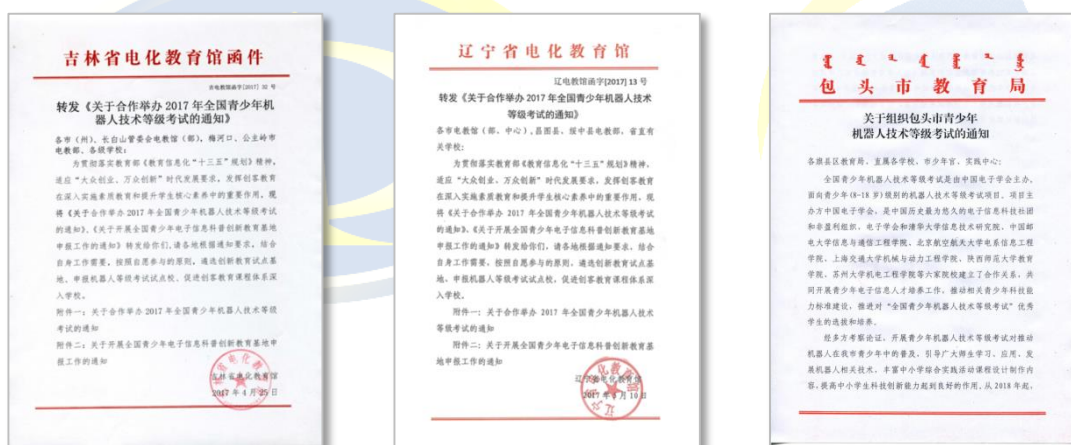 吉林省电化教育馆函件
吉电教馆函字[2017] 32 号
转发《关于合作举办 2017 年全国青少年机
器人技术等级考试的通知》
各市（州）、长白山管委会电教馆（部），梅河口、公主岭市
电教部、各级学校：
为贯彻落实教育部《教育信息化“十三五”规划》精神，
适应“大众创业、万众创新”时代发展要求，发挥创客教育
在深入实施素质教育和提升学生核心素养中的重要作用，现
将《关于合作举办 2017 年全国青少年机器人技术等级考试
的通知》、《关于开展全国青少年电子信息科普创新教育基地
申报工作的通知》转发给你们，请各地根据通知要求，结合
自身工作需要，按照自愿参与的原则，遴选创新教育试点基
地、申报机器人等级考试试点校，促进创客教育课程体系深
入学校。
附件一：关于合作举办 2017 年全国青少年机器人技术等级
考试的通知
附件二：关于开展全国青少年电子信息科普创新教育基地申
报工作的通知
吉林省电化教育馆
2017 年 4 月 25 日
辽宁省电化教育馆
辽电教馆函字[2017] 13 号
转发《关于合作举办 2017 年全国青少年机器人技术
等级考试的通知》
各市电教馆（部、中心），昌图县、绥中县电教部，省直有
关学校：
为贯彻落实教育部《教育信息化“十三五”规划》精神，
适应“大众创业、万众创新”时代发展要求，发挥创客教育
在深入实施素质教育和提升学生核心素养中的重要作用，现
将《关于合作举办 2017 年全国青少年机器人技术等级考试
的通知》、《关于开展全国青少年电子信息科普创新教育基地
申报工作的通知》转发给你们，请各地根据通知要求，结合
自身工作需要，按照自愿参与的原则，遴选创新教育试点基
地、申报机器人等级考试试点校，促进创客教育课程体系深
入学校。
附件一：关于合作举办 2017 年全国青少年机器人技术
等级考试的通知
附件二：关于开展全国青少年电子信息科普创新教育基
地申报工作的通知
辽宁省电化教育馆
2017 年 月 10 日
包头市教育局
关于组织包头市青少年
机器人技术等级考试的通知
各旗县区教育局、直属各学校、市少年宫、实践中心：
全国青少年机器人技术等级考试是由中国电子学会主办，
面向青少年(8-18 岁)级别的机器人技术等级考试项目。项目主
办方中国电子学会，是中国历史最为悠久的电子信息科技社团
和非盈利组织。电子学会和清华大学信息技术研究院、中国邮
电大学信息与通信工程学院、北京航空航天大学电系信息工程
学院、上海交通大学机械与动力工程学院、陕西师范大学教育
学院、苏州大学机电工程学院等六家院校建立了合作关系，共
同开展青少年电子信息人才培养工作，推动相关青少年科技能
力标准建设，推进对“全国青少年机器人技术等级考试”优秀
学生的选拔和培养。
经多方考察论证，开展青少年机器人技术等级考试对推动
机器人在我市青少年中的普及、引导广大师生学习、应用、发
展机器人相关技术、丰富中小学综合实践活动课程设计制作内
容，提高中小学生科技创新能力起到良好的作用，从 2018 年起，